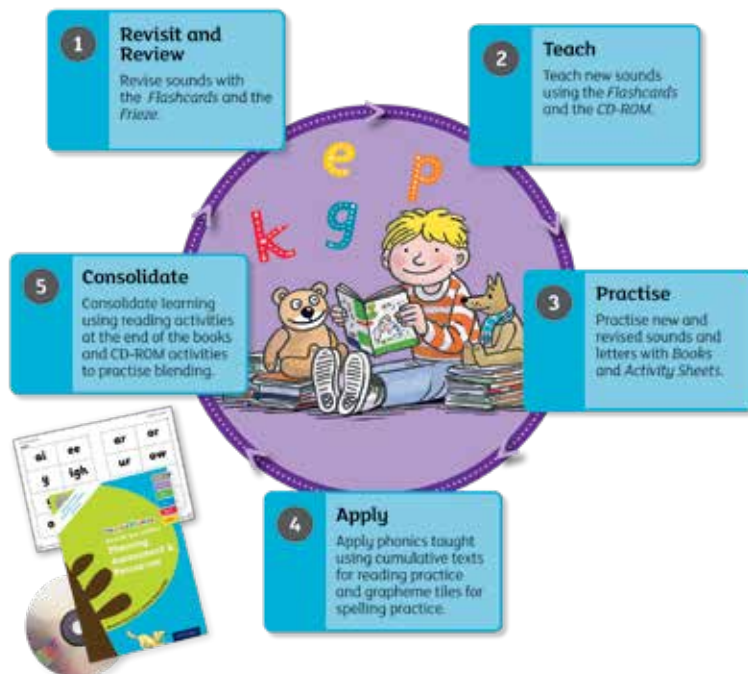 1
Revisit and
Review
Revise sounds with
the Flashcards and the
Frieze.
2
Teach
Teach new sounds
using the Flashcards
and the CD-ROM.
e
p
k
g
5
Consolidate
Consolidate learning
using reading activities
at the end of the books
and CD-ROM activities
to practise blending.
3
Practise
Practise new and
revised sounds and
letters with Books
and Activity Sheets.
ai ee ar or
y igh ur ow
Planning
Assessment &
Resources
4
Apply
Apply phonics taught
using cumulative texts
for reading practice
and grapheme tiles for
spelling practice.